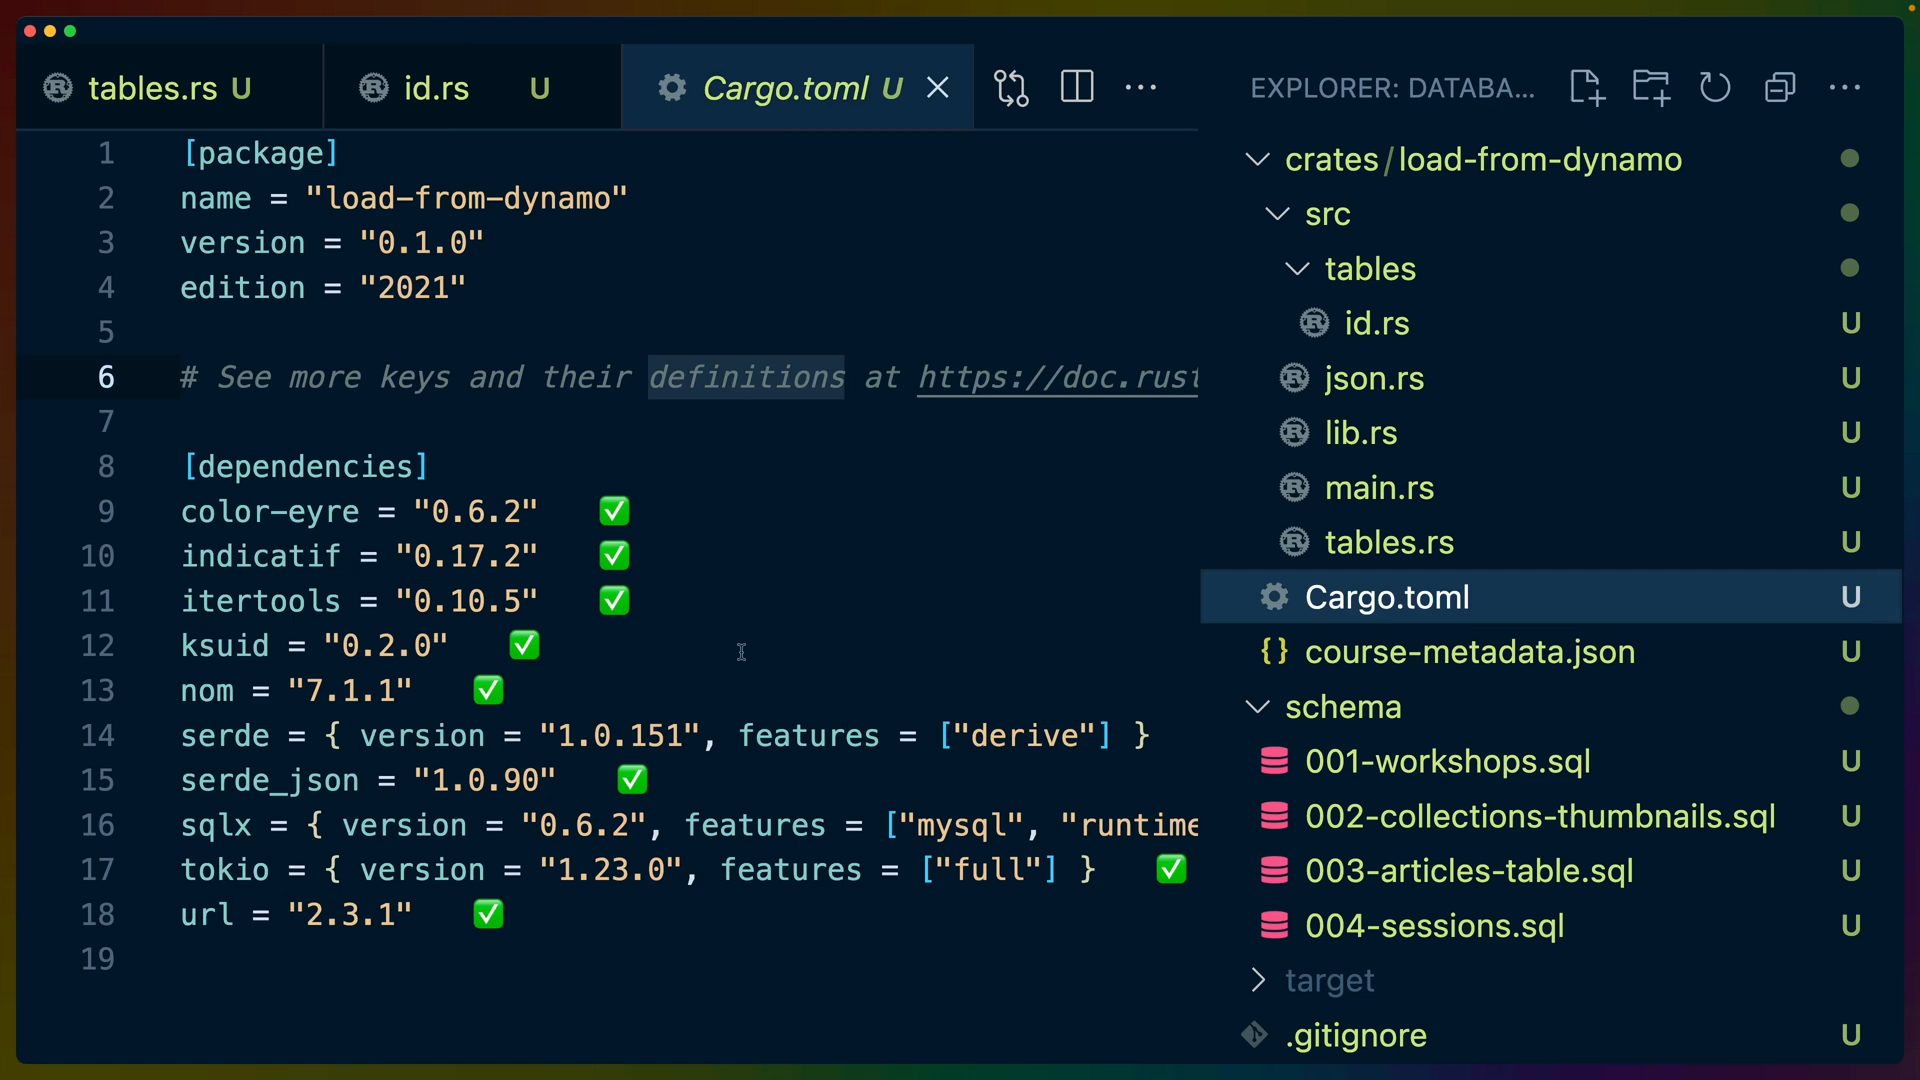 tables.rs U
id.rs U
Cargo.toml U
1 [package]
2 name = "load-from-dynamo"
3 version = "0.1.0"
4 edition = "2021"
5
6 # See more keys and their definitions at https://doc.rust
7
8 [dependencies]
9 color-eyre = "0.6.2" ✅
10 indicatif = "0.17.2" ✅
11 itertools = "0.10.5" ✅
12 ksuid = "0.2.0" ✅
13 nom = "7.1.1" ✅
14 serde = { version = "1.0.151", features = ["derive"] }
15 serde_json = "1.0.90" ✅
16 sqlx = { version = "0.6.2", features = ["mysql", "runtime
17 tokio = { version = "1.23.0", features = ["full"] } ✅
18 url = "2.3.1" ✅
19
EXPLORER: DATABA...
crates/load-from-dynamo
src
tables
id.rs U
json.rs U
lib.rs U
main.rs U
tables.rs U
Cargo.toml U
course-metadata.json U
schema
001-workshops.sql U
002-collections-thumbnails.sql U
003-articles-table.sql U
004-sessions.sql U
target
.gitignore U